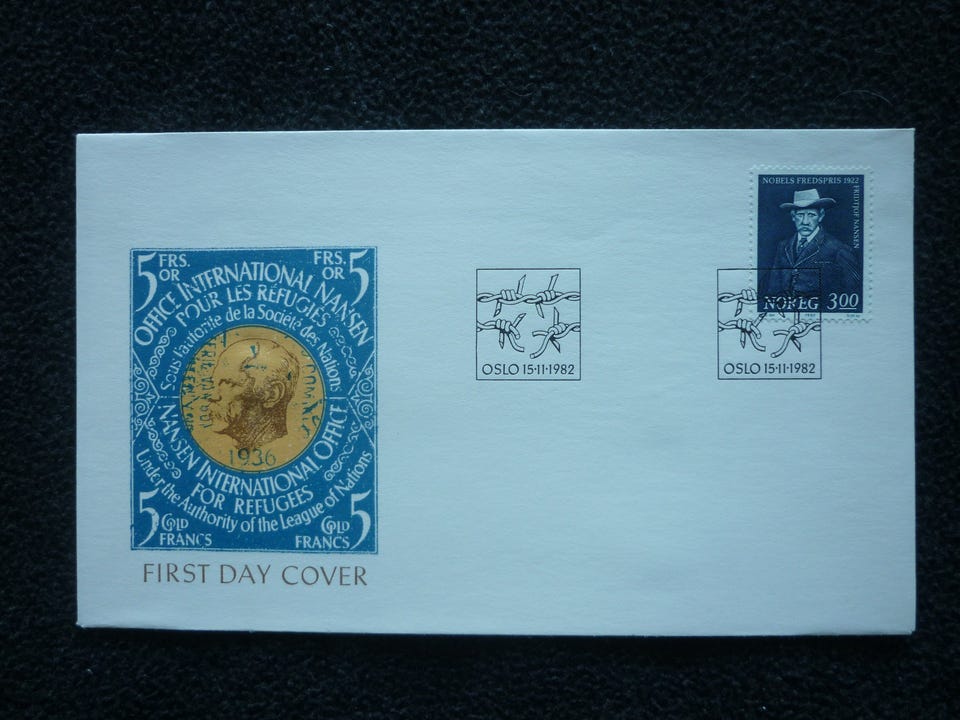 5 FRS. OR
FRS. OR 5
OFFICE INTERNATIONAL NANSEN
POUR LES RÉFUGIÉS
Sous l'autorite de la Société des Nations
1936
NANSEN INTERNATIONAL OFFICE
FOR REFUGEES
Under the Authority of the League of Nations
5 GOLD FRANCS
GOLD FRANCS 5
FIRST DAY COVER
OSLO 15·11·1982
NOBELS FREDSPRIS 1922
FRIDTJOF NANSEN
NOREG 3.00
OSLO 15·11·1982